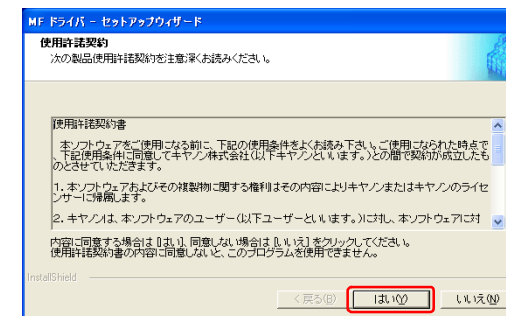 MF ドライバ - セットアップウィザード
使用許諾契約
次の製品使用許諾契約を注意深くお読みください。
使用許諾契約書
本ソフトウェアをご使用になる前に、下記の使用条件をよくお読み下さい。ご使用になられた時点で
、下記使用条件に同意してキヤノン株式会社(以下キヤノンといいます。)との間で契約が成立したも
のとさせていただきます。
1. 本ソフトウェアおよびその複製物に関する権利はその内容によりキヤノンまたはキヤノンのライセ
ンサーに帰属します。
2. キヤノンは、本ソフトウェアのユーザー(以下ユーザーといいます。)に対し、本ソフトウェアに対
内容に同意する場合は [はい]、同意しない場合は [いいえ] をクリックしてください。
使用許諾契約書の内容に同意しないと、このプログラムを使用できません。
InstallShield
< 戻る(B)
はい(Y)
いいえ(N)